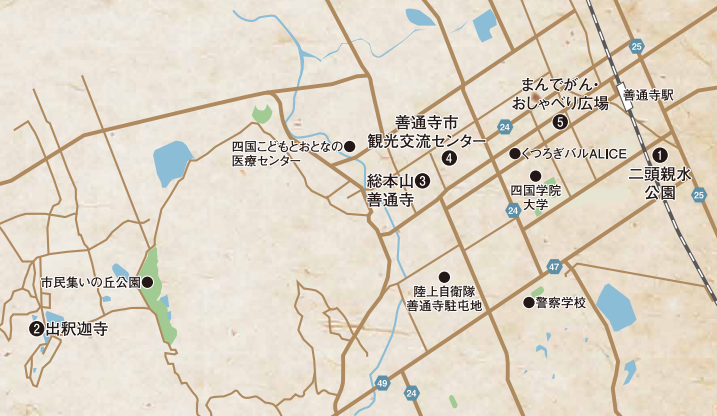 25
まんでがん・
おしゃべり広場
5
善通寺駅
善通寺市
観光交流センター
4
24
四国こどもとおとなの
医療センター
くつろぎバルALICE
1
二頭親水
公園
総本山
善通寺
3
四国学院
大学
24
25
47
市民集いの丘公園
陸上自衛隊
善通寺駐屯地
警察学校
2 出釈迦寺
49
24